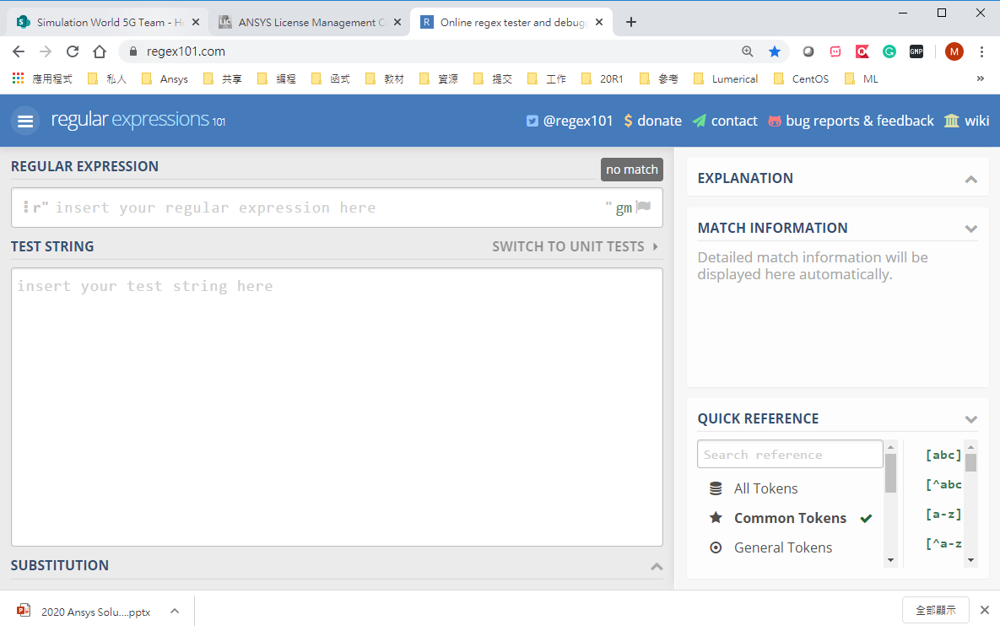 Simulation World 5G Team - Ho
ANSYS License Management C
Online regex tester and debugg
regex101.com
GMP
M
應用程式 私人 Ansys 共享 編程 函式 教材 資源 提交 工作 20R1 參考 Lumerical CentOS ML »
regular expressions 101
@regex101 $ donate contact bug reports & feedback wiki
REGULAR EXPRESSION
no match
r" insert your regular expression here " gm
TEST STRING
SWITCH TO UNIT TESTS
insert your test string here
SUBSTITUTION
EXPLANATION
MATCH INFORMATION
Detailed match information will be
displayed here automatically.
QUICK REFERENCE
Search reference
All Tokens
Common Tokens
General Tokens
[abc]
[^abc
[a-z]
[^a-z
2020 Ansys Solu....pptx
全部顯示